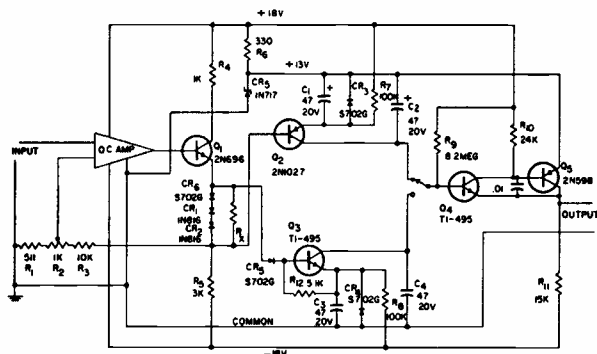 +18V
330
R6
R4
1K
+13V
CR5
1N717
C1
47
20V
+
CR3
S702G
R7
100K
+
C2
47
20V
R9
8.2MEG
R10
24K
Q5
2N598
INPUT
DC AMP
Q1
2N696
Q2
2N1027
.01
Q4
TI-495
OUTPUT
CR6
S702G
CR1
1N816
CR2
1N816
RX
Q3
TI-495
511
R1
1K
R2
10K
R3
R5
3K
CR5
S702G
R12 5.1K
C3
47
20V
CR8
S702G
R8
100K
C4
47
20V
R11
15K
COMMON
-18V